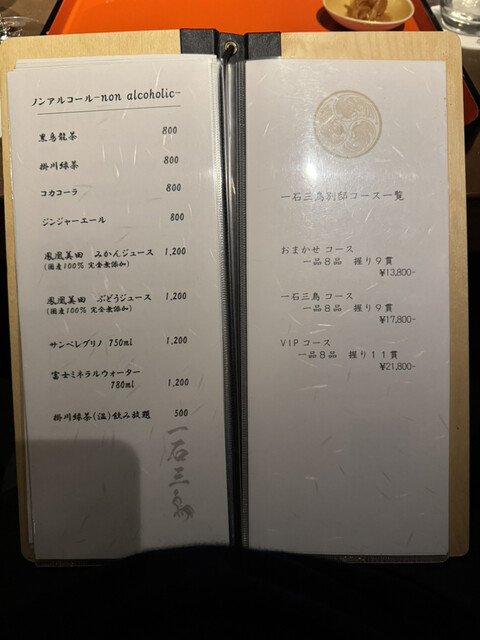 ノンアルコール-non alcoholic-
黒烏龍茶 800
掛川緑茶 800
コカコーラ 800
ジンジャーエール 800
鳳凰美田 みかんジュース 1,200
(国産100% 完全無添加)
鳳凰美田 ぶどうジュース 1,200
(国産100% 完全無添加)
サンペレグリノ 750ml 1,200
富士ミネラルウォーター
780ml 1,200
掛川緑茶(温)飲み放題 500
一石三鳥
一石三鳥別邸コース一覧
おまかせ コース
一品8品 握り9貫
¥13,800-
一石三鳥 コース
一品8品 握り9貫
¥17,800-
VIPコース
一品8品 握り11貫
¥21,800-